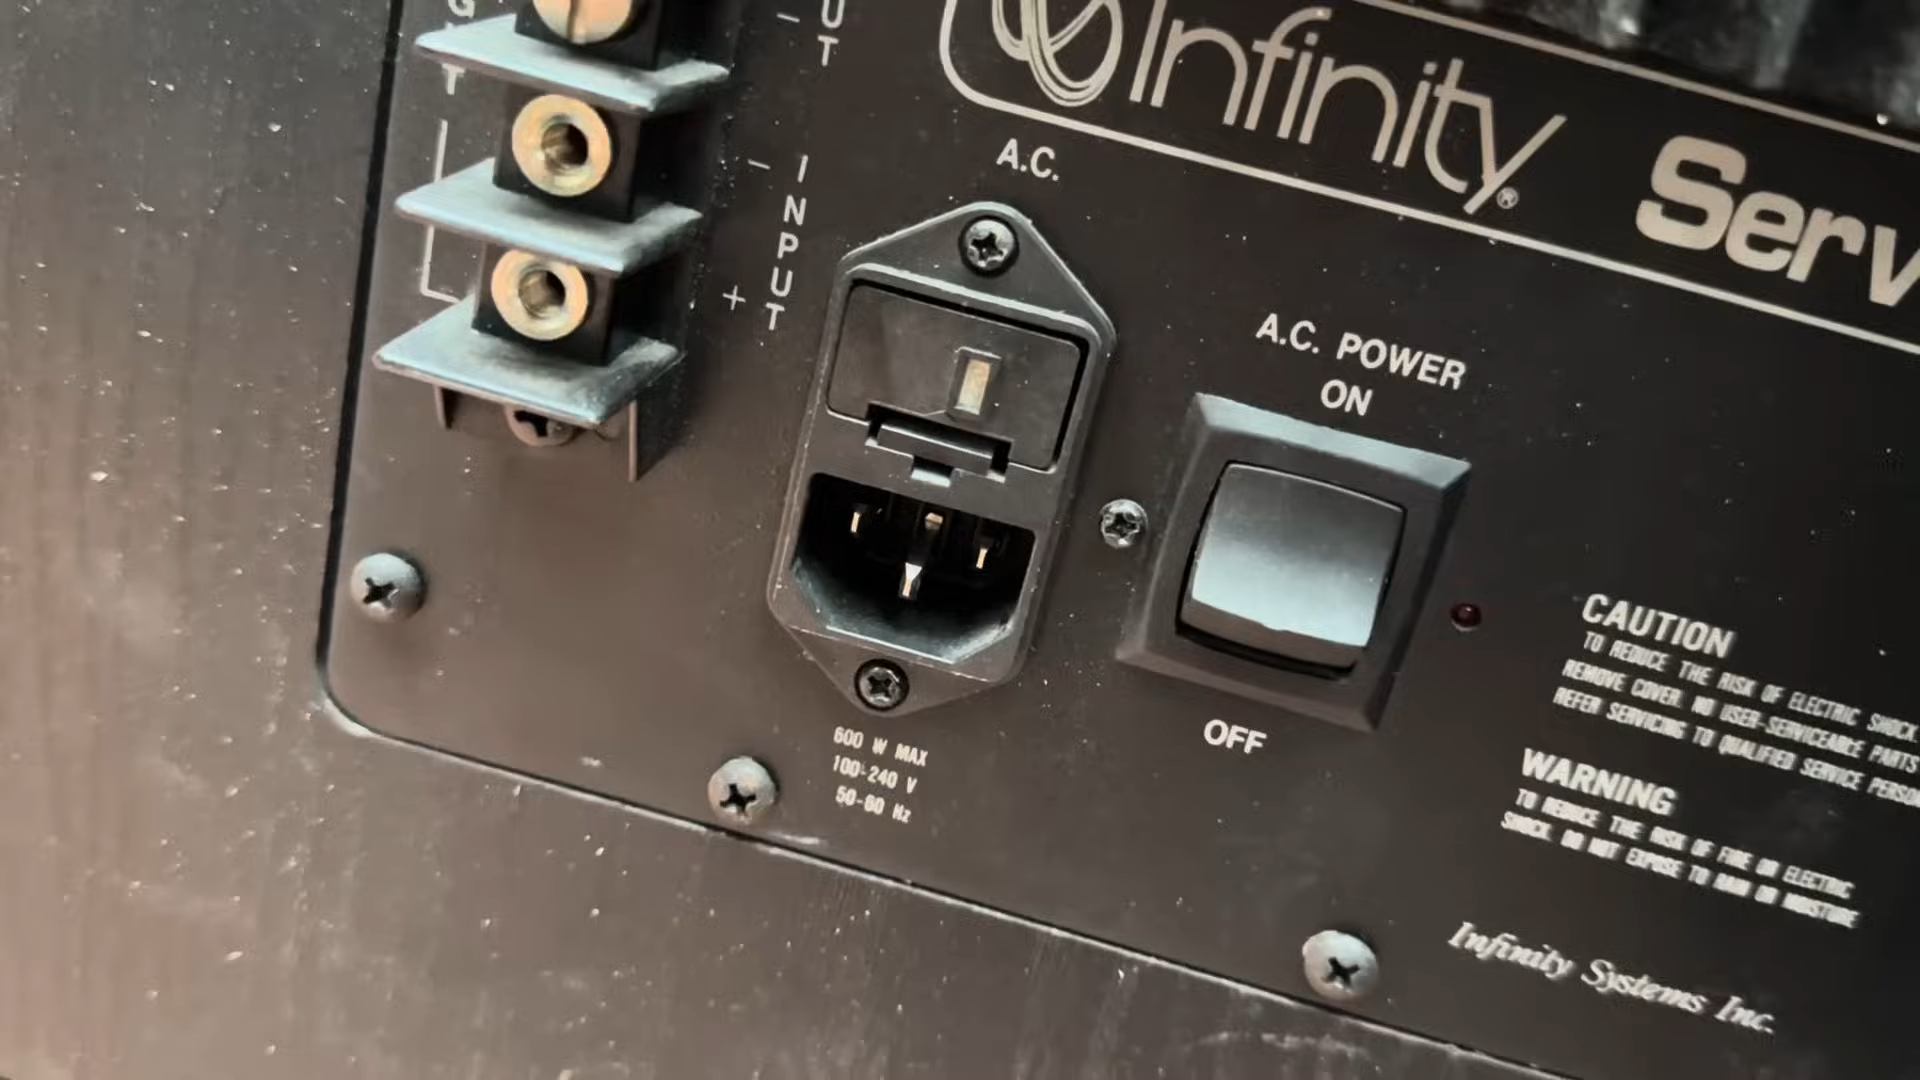 Infinity®
A.C.
INPUT
A.C. POWER
ON
OFF
600 W MAX
100-240 V
50-60 Hz
CAUTION
TO REDUCE THE RISK OF ELECTRIC SHOCK
REMOVE COVER. NO USER-SERVICEABLE PARTS
REFER SERVICING TO QUALIFIED SERVICE
WARNING
TO REDUCE THE RISK OF FIRE OR ELECTRIC
SHOCK DO NOT EXPOSE TO RAIN OR MOISTURE
Infinity Systems Inc.